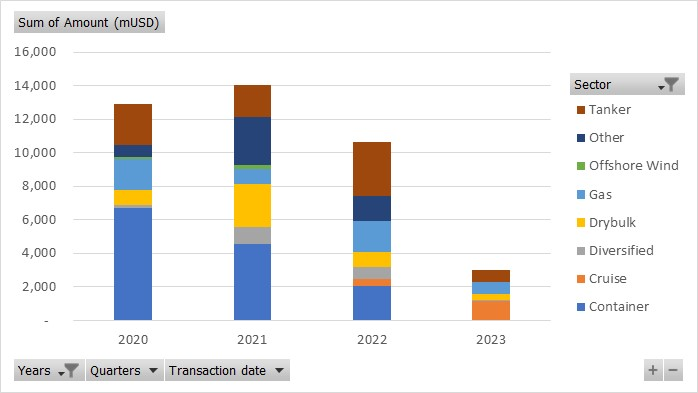 Sum of Amount (mUSD)
16,000
14,000
12,000
10,000
8,000
6,000
4,000
2,000
-
2020 2021 2022 2023
Sector
Tanker
Other
Offshore Wind
Gas
Drybulk
Diversified
Cruise
Container
Years Quarters Transaction date
+ −